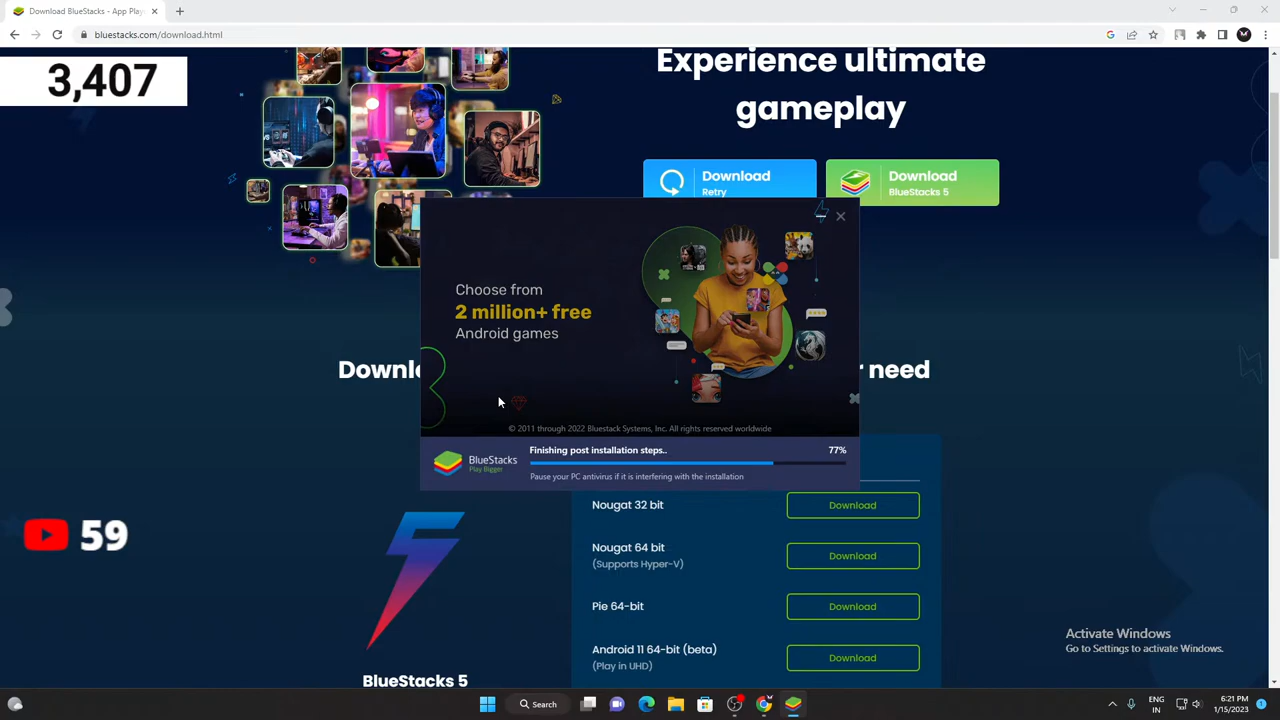 Download BlueStacks - App Play
bluestacks.com/download.html
3,407
Experience ultimate
gameplay
Download
Retry
Download
BlueStacks 5
Choose from
2 million+ free
Android games
© 2011 through 2022 Bluestack Systems, Inc. All rights reserved worldwide
BlueStacks
Play Bigger
Finishing post installation steps..
77%
Pause your PC antivirus if it is interfering with the installation
need
Nougat 32 bit
Download
Nougat 64 bit
(Supports Hyper-V)
Download
Pie 64-bit
Download
Android 11 64-bit (beta)
(Play in UHD)
Download
59
BlueStacks 5
Activate Windows
Go to Settings to activate Windows.
Search
ENG
IN
6:21 PM
1/15/2023